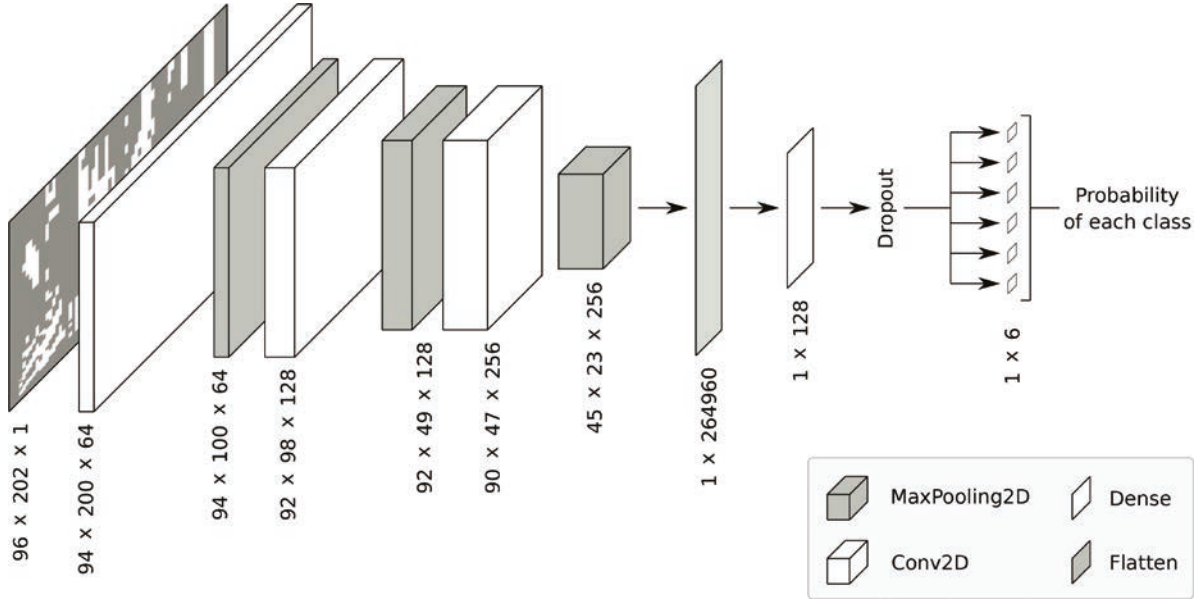 96 x 202 x 1
94 x 200 x 64
94 x 100 x 64
92 x 98 x 128
92 x 49 x 128
90 x 47 x 256
45 x 23 x 256
1 x 264960
1 x 128
Dropout
1 x 6
Probability
of each class
MaxPooling2D
Dense
Conv2D
Flatten